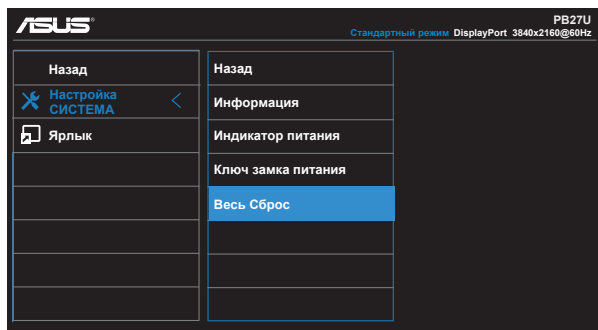 ASUS
PB27U
Стандартный режим DisplayPort 3840x2160@60Hz
Назад
Настройка
СИСТЕМА
Ярлык
Назад
Информация
Индикатор питания
Ключ замка питания
Весь Сброс